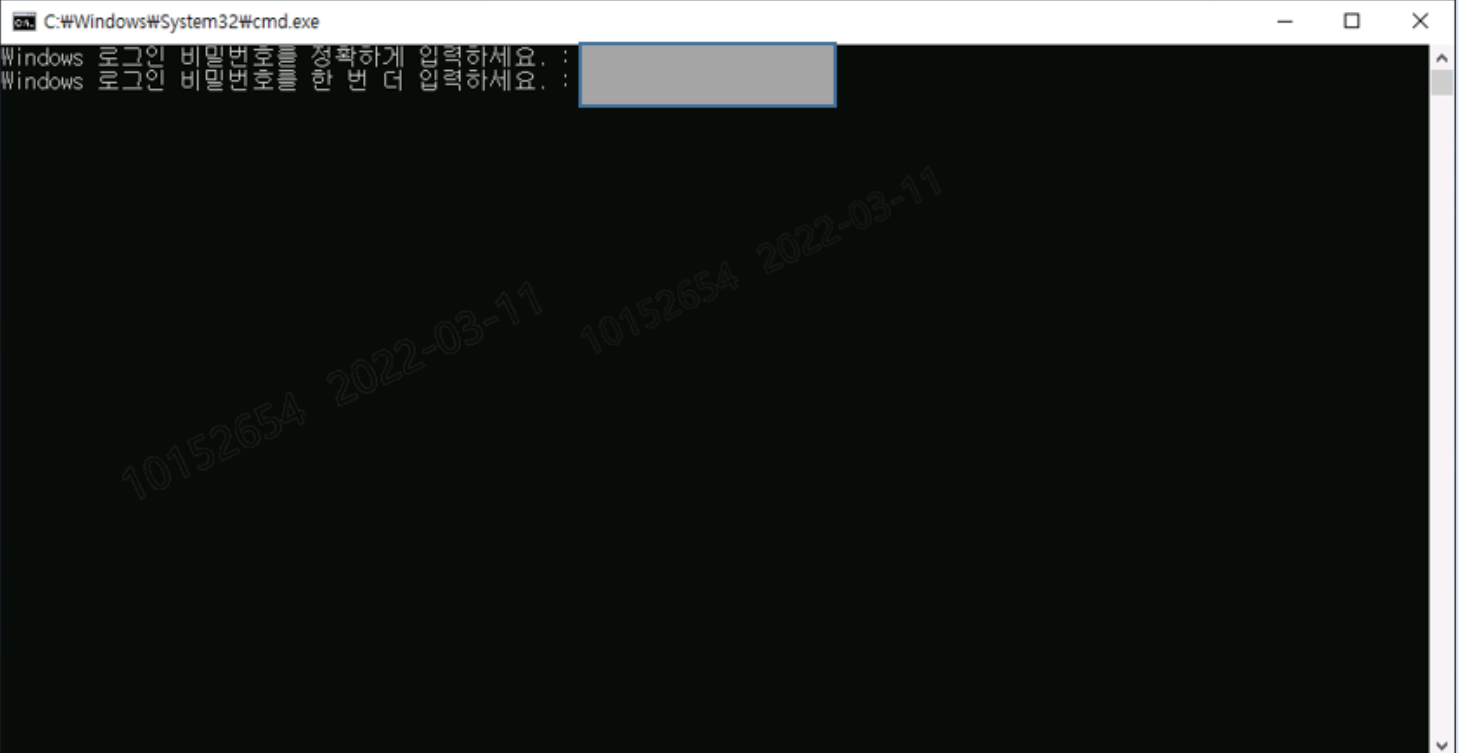 C:₩Windows₩System32₩cmd.exe
Windows 로그인 비밀번호를 정확하게 입력하세요. :
Windows 로그인 비밀번호를 한 번 더 입력하세요. :
10152654 2022-03-11
10152654 2022-03-11